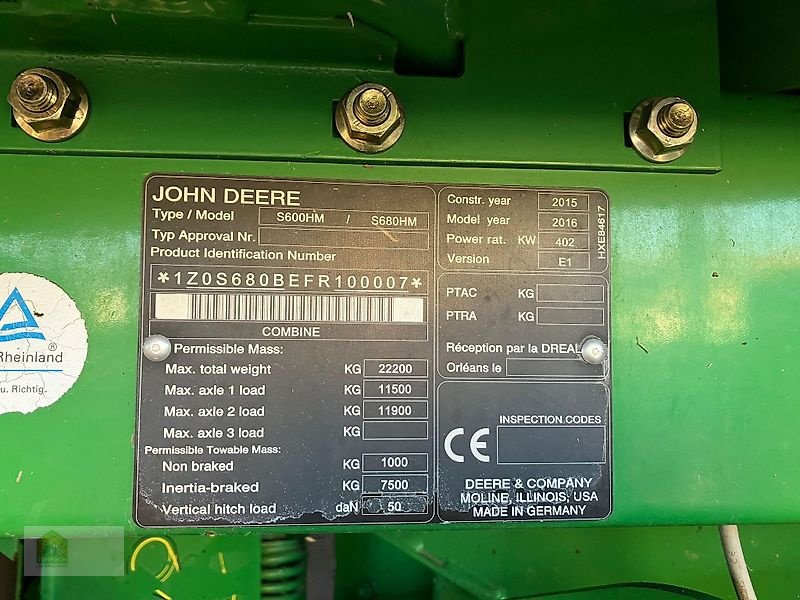 JOHN DEERE
Type / Model S600HM / S680HM
Typ Approval Nr.
Product Identification Number
*1Z0S680BEFR100007*
COMBINE
Permissible Mass:
Max. total weight KG 22200
Max. axle 1 load KG 11500
Max. axle 2 load KG 11900
Max. axle 3 load KG
Permissible Towable Mass:
Non braked KG 1000
Inertia-braked KG 7500
Vertical hitch load daN 50
Constr. year 2015
Model year 2016
Power rat. KW 402
Version E1
HXE84617
PTAC KG
PTRA KG
Réception par la DREAL
Orléans le
INSPECTION CODES
CE
DEERE & COMPANY
MOLINE, ILLINOIS, USA
MADE IN GERMANY
Rheinland
u. Richtig.